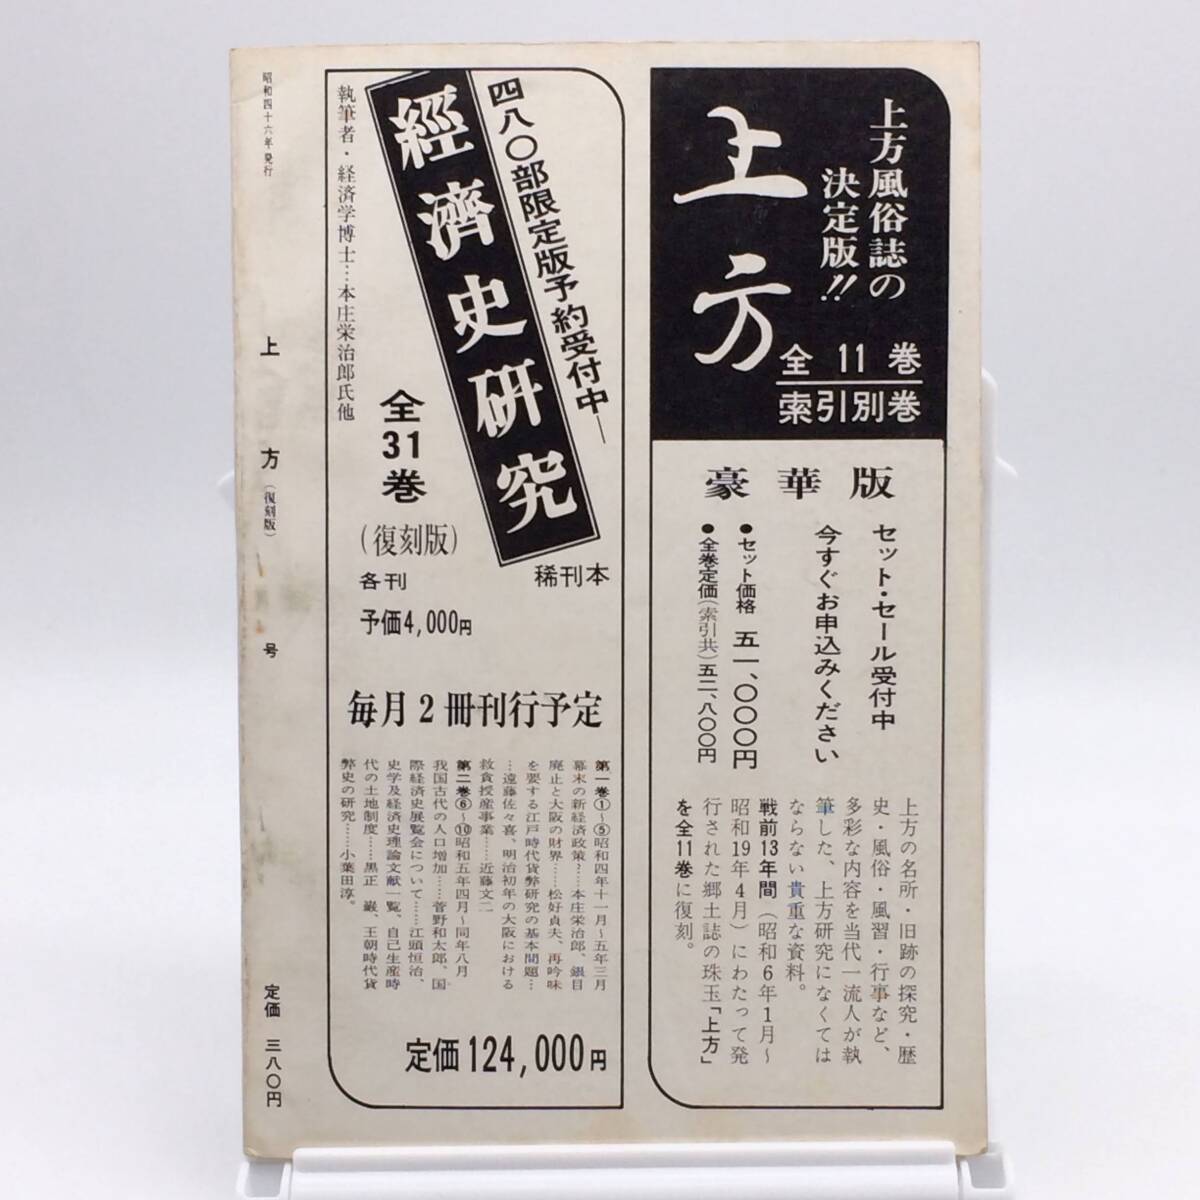 上方風俗誌の
決定版!!
上方
全11巻
索引別巻
豪華版
セット・セール受付中
今すぐお申込みください
●セット価格 五一、〇〇〇円
●全巻定価(索引共)五二、八〇〇円
上方の名所・旧跡の探究・歴
史・風俗・風習・行事など、
多彩な内容を当代一流人が執
筆した、上方研究になくては
ならない貴重な資料。
戦前13年間(昭和6年1月〜
昭和19年4月)にわたって発
行された郷土誌の珠玉「上方」
を全11巻に復刻。
四八〇部限定版予約受付中―
經濟史研究
稀刊本
執筆者・経済学博士…本庄栄治郎氏他
全31巻
(復刻版)
各刊
予価4,000円
毎月2冊刊行予定
第一巻①〜⑤昭和四年十一月〜五年三月
幕末の新経済政策……本庄栄治郎、銀目
廃止と大阪の財界……松好貞夫、再吟味
を要する江戸時代貨弊研究の基本問題…
…遠藤佐々喜、明治初年の大阪における
救貧授産事業……近藤文二
第二巻⑥〜⑩昭和五年四月〜同年八月
我国古代の人口増加……菅野和太郎、国
際経済史展覧会について……江頭恒治、
史学及経済史理論文献一覧、自己生産時
代の土地制度……黒正 巌、王朝時代貨
弊史の研究……小葉田淳。
定価124,000円
昭和四十六年発行
上方(復刻版)号
定価 三八〇円